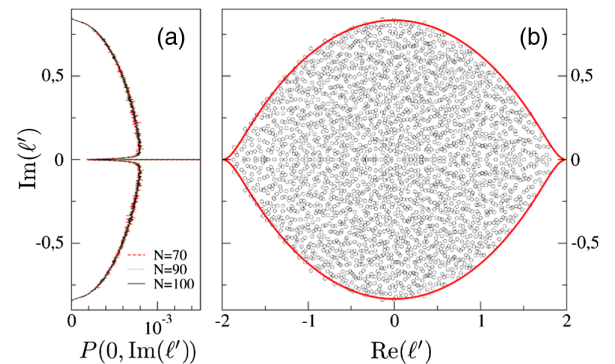 (a)
(b)
0,5
0
-0,5
Im(ℓ′)
N=70
N=90
N=100
0,5
0
-0,5
0
10⁻³
-2
-1
0
1
2
P(0, Im(ℓ′))
Re(ℓ′)